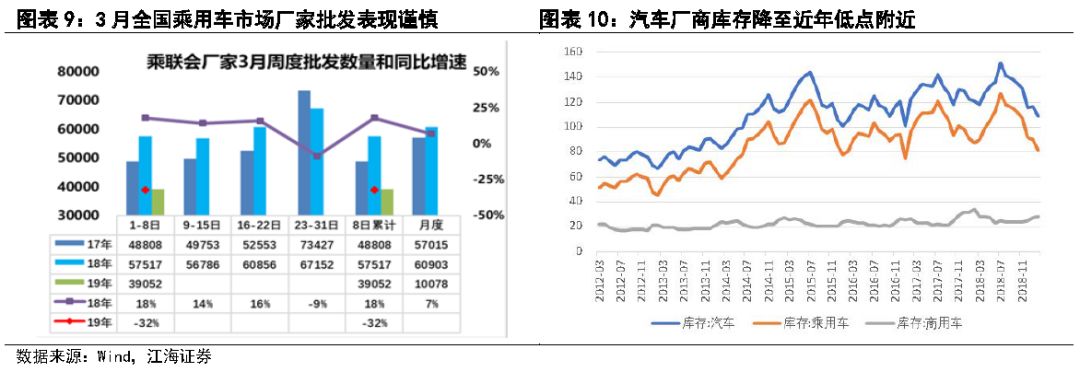 图表 9：3 月全国乘用车市场厂家批发表现谨慎
乘联会厂家3月周度批发数量和同比增速
80000
70000
60000
50000
40000
30000
50%
25%
0%
-25%
-50%
1-8日 9-15日 16-22日 23-31日 8日累计 月度
17年 48808 49753 52553 73427 48808 57015
18年 57517 56786 60856 67152 57517 60903
19年 39052 39052 10078
18年 18% 14% 16% -9% 18% 7%
19年 -32% -32%
图表 10：汽车厂商库存降至近年低点附近
160
140
120
100
80
60
40
20
0
2012-03 2012-07 2012-11 2013-03 2013-07 2013-11 2014-03 2014-07 2014-11 2015-03 2015-07 2015-11 2016-03 2016-07 2016-11 2017-03 2017-07 2017-11 2018-03 2018-07 2018-11
库存:汽车 库存:乘用车 库存:商用车
数据来源：Wind，江海证券